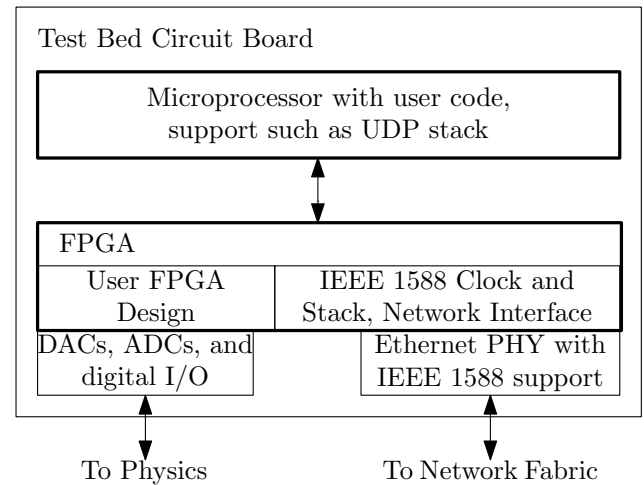 Test Bed Circuit Board
Microprocessor with user code,
support such as UDP stack
FPGA
User FPGA
Design
IEEE 1588 Clock and
Stack, Network Interface
DACs, ADCs, and
digital I/O
Ethernet PHY with
IEEE 1588 support
To Physics
To Network Fabric